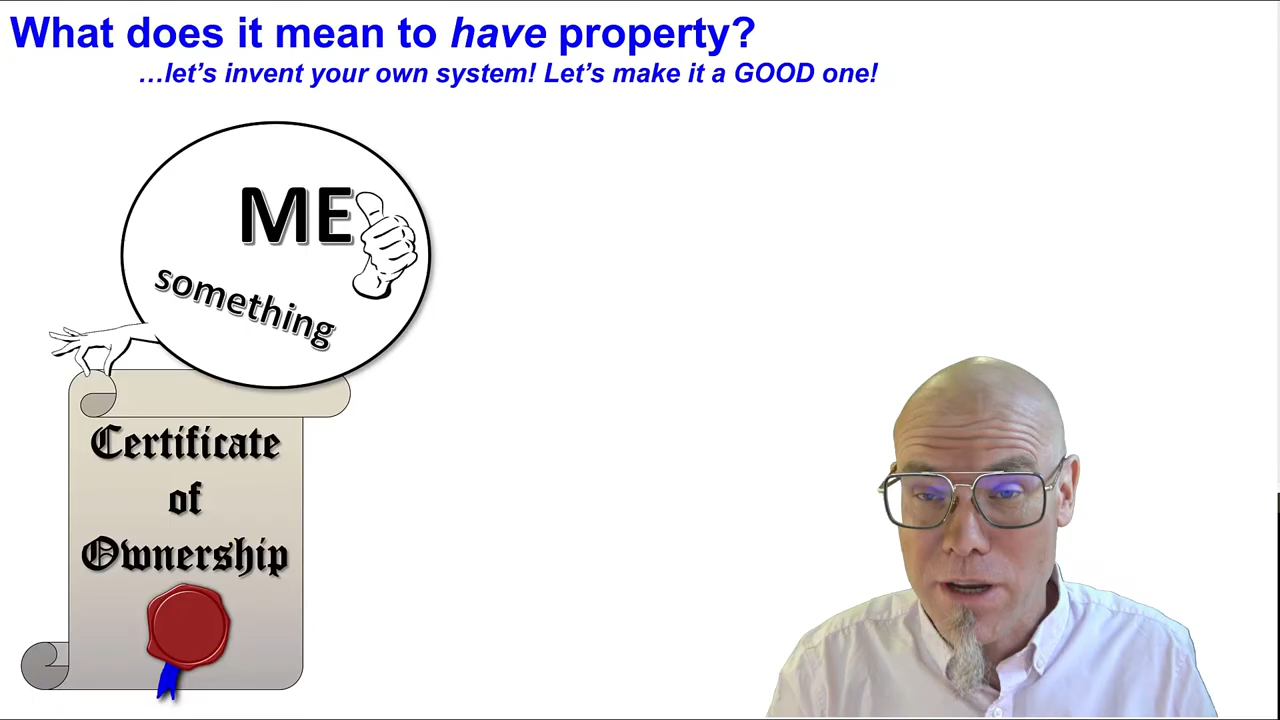 What does it mean to have property?
…let’s invent your own system! Let’s make it a GOOD one!
ME
something
Certificate
of
Ownership